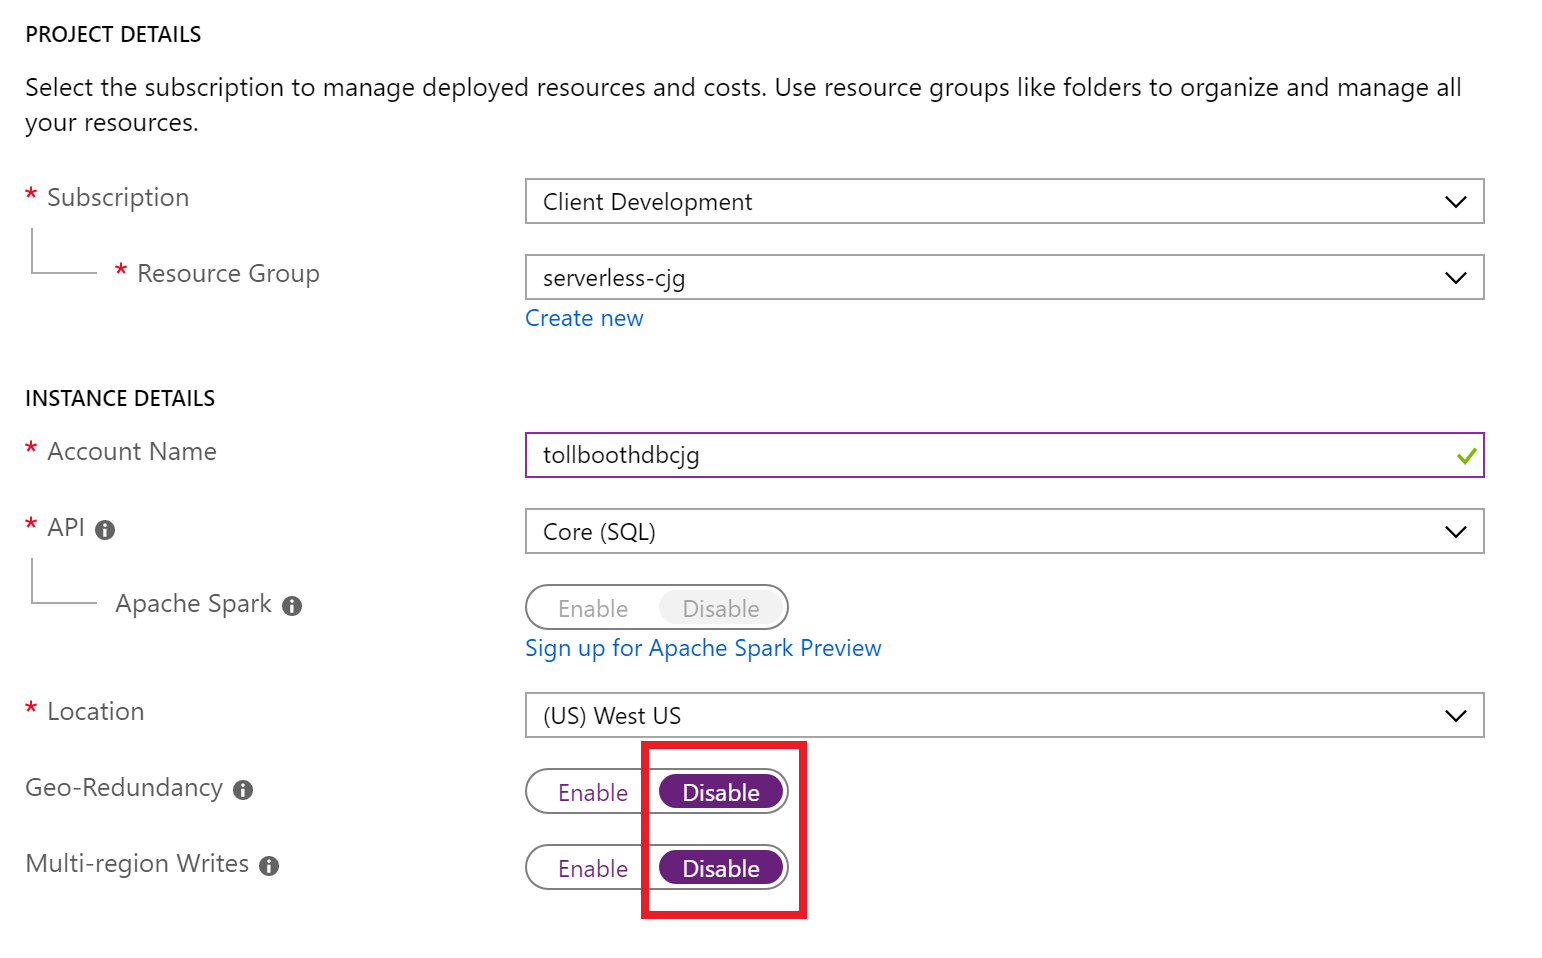 PROJECT DETAILS
Select the subscription to manage deployed resources and costs. Use resource groups like folders to organize and manage all
your resources.
* Subscription
Client Development
* Resource Group
serverless-cjg
Create new
INSTANCE DETAILS
* Account Name
tollboothdbcjg
* API
Core (SQL)
Apache Spark
Enable Disable
Sign up for Apache Spark Preview
* Location
(US) West US
Geo-Redundancy
Enable Disable
Multi-region Writes
Enable Disable